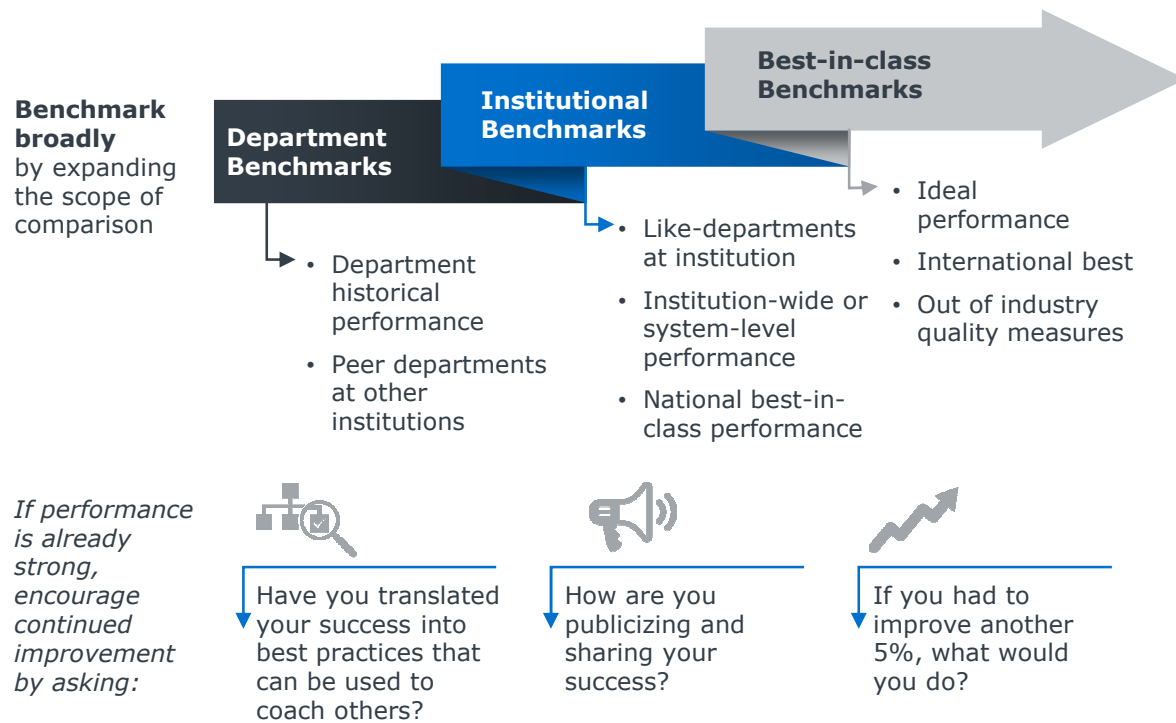 Benchmark
broadly
by expanding
the scope of
comparison
Department
Benchmarks
Institutional
Benchmarks
Best-in-class
Benchmarks
• Department
historical
performance
• Peer departments
at other
institutions
• Like-departments
at institution
• Institution-wide or
system-level
performance
• National best-in-
class performance
• Ideal
performance
• International best
• Out of industry
quality measures
If performance
is already
strong,
encourage
continued
improvement
by asking:
Have you translated
your success into
best practices that
can be used to
coach others?
How are you
publicizing and
sharing your
success?
If you had to
improve another
5%, what would
you do?